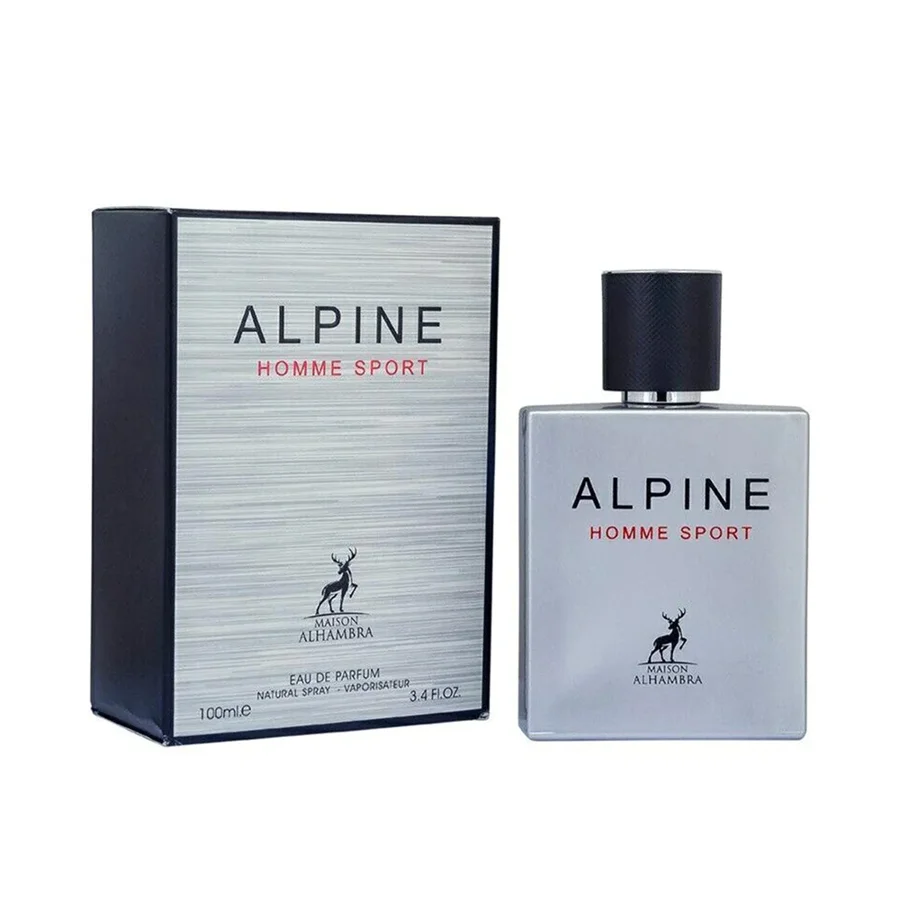 ALPINE
HOMME SPORT
MAISON
ALHAMBRA
EAU DE PARFUM
NATURAL SPRAY - VAPORISATEUR
100ml.e
3.4 Fl.OZ.
ALPINE
HOMME SPORT
MAISON
ALHAMBRA